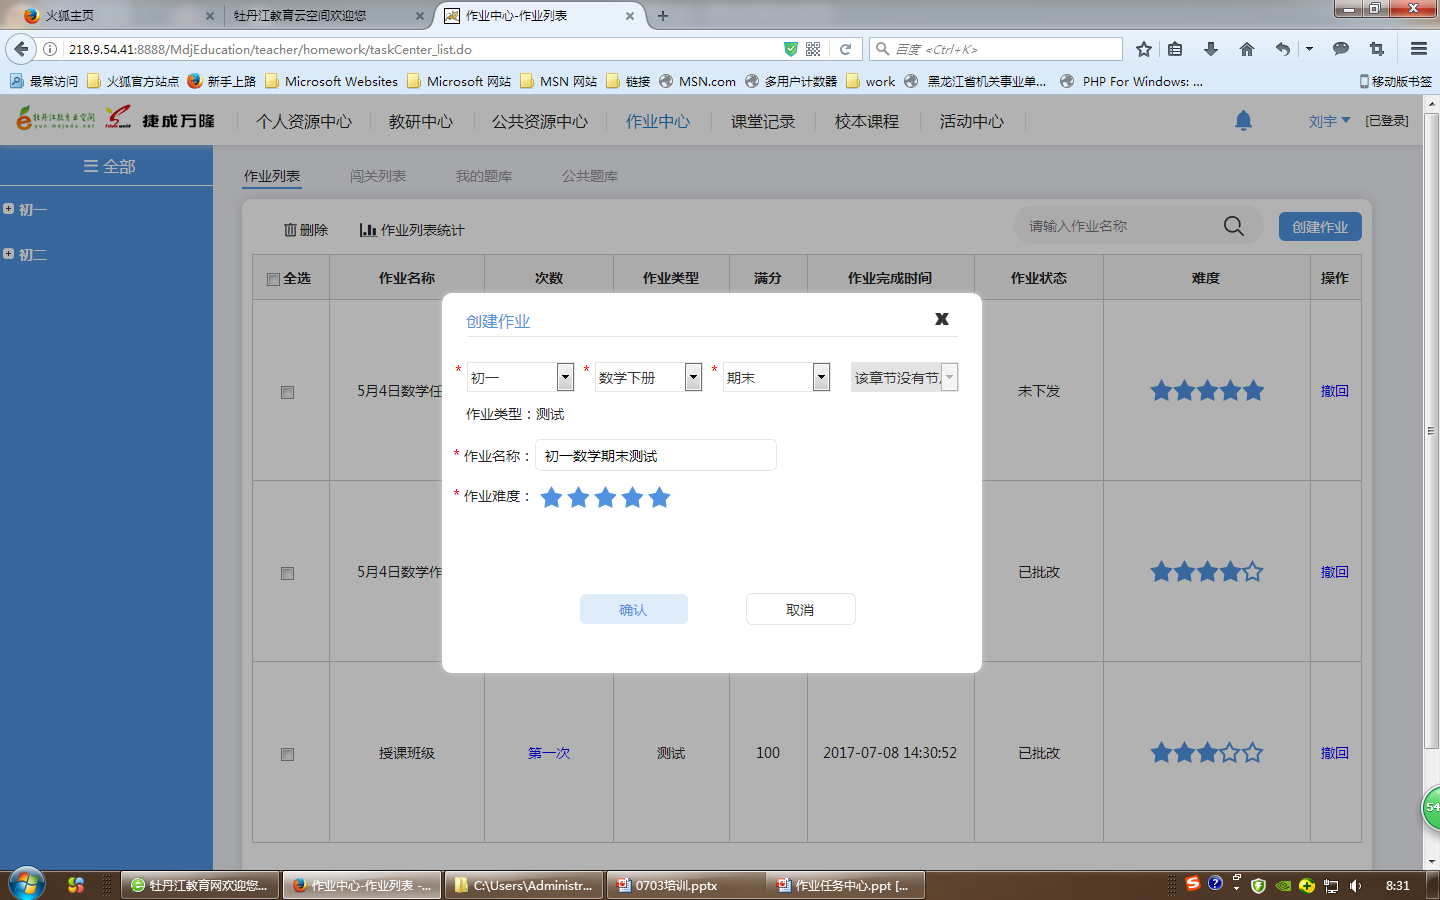 火狐主页
牡丹江教育云空间欢迎您
作业中心-作业列表
218.9.54.41:8888/MdjEducation/teacher/homework/taskCenter_list.do
百度 <Ctrl+K>
最常访问 火狐官方站点 新手上路 Microsoft Websites Microsoft 网站 MSN 网站 链接 MSN.com 多用户计数器 work 黑龙江省机关事业单... PHP For Windows: ... 移动版书签
牡丹江教育云空间 捷成万隆 个人资源中心 教研中心 公共资源中心 作业中心 课堂记录 校本课程 活动中心 刘宇 [已登录]
yun.mdjedu.net
全部
初一
初二
作业列表 闯关列表 我的题库 公共题库
删除 作业列表统计 请输入作业名称 创建作业
全选 作业名称 次数 作业类型 满分 作业完成时间 作业状态 难度 操作
创建作业 X
* 初一 * 数学下册 * 期末 该章节没有节
作业类型：测试
* 作业名称： 初一数学期末测试
* 作业难度：
确认 取消
5月4日数学任 未下发 撤回
5月4日数学作 已批改 撤回
授课班级 第一次 测试 100 2017-07-08 14:30:52 已批改 撤回
54
牡丹江教育网欢迎您... 作业中心-作业列表 -... C:\Users\Administr... 0703培训.pptx 作业任务中心.ppt [... 8:31